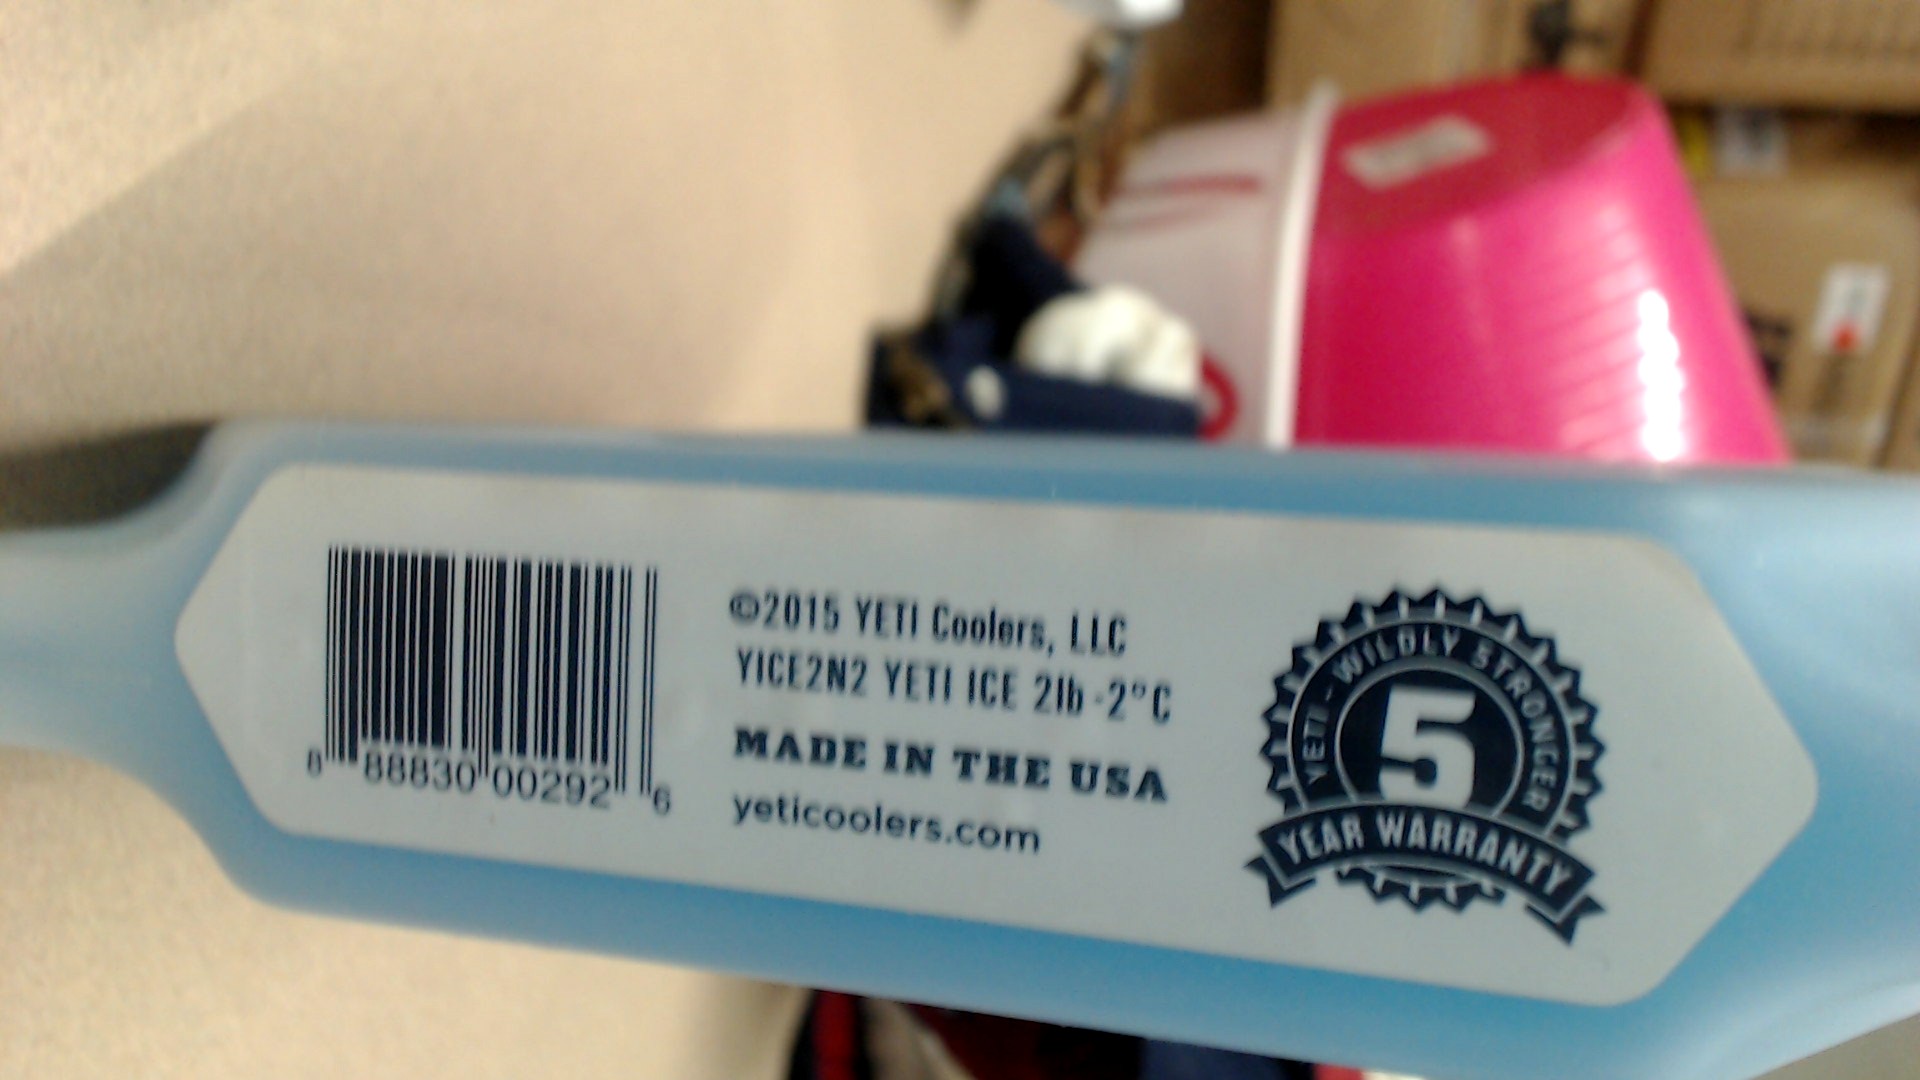 8 88830 00292 6
©2015 YETI Coolers, LLC
YICE2N2 YETI ICE 2lb -2°C
MADE IN THE USA
yeticoolers.com
YETI - WILDLY STRONGER
5
YEAR WARRANTY